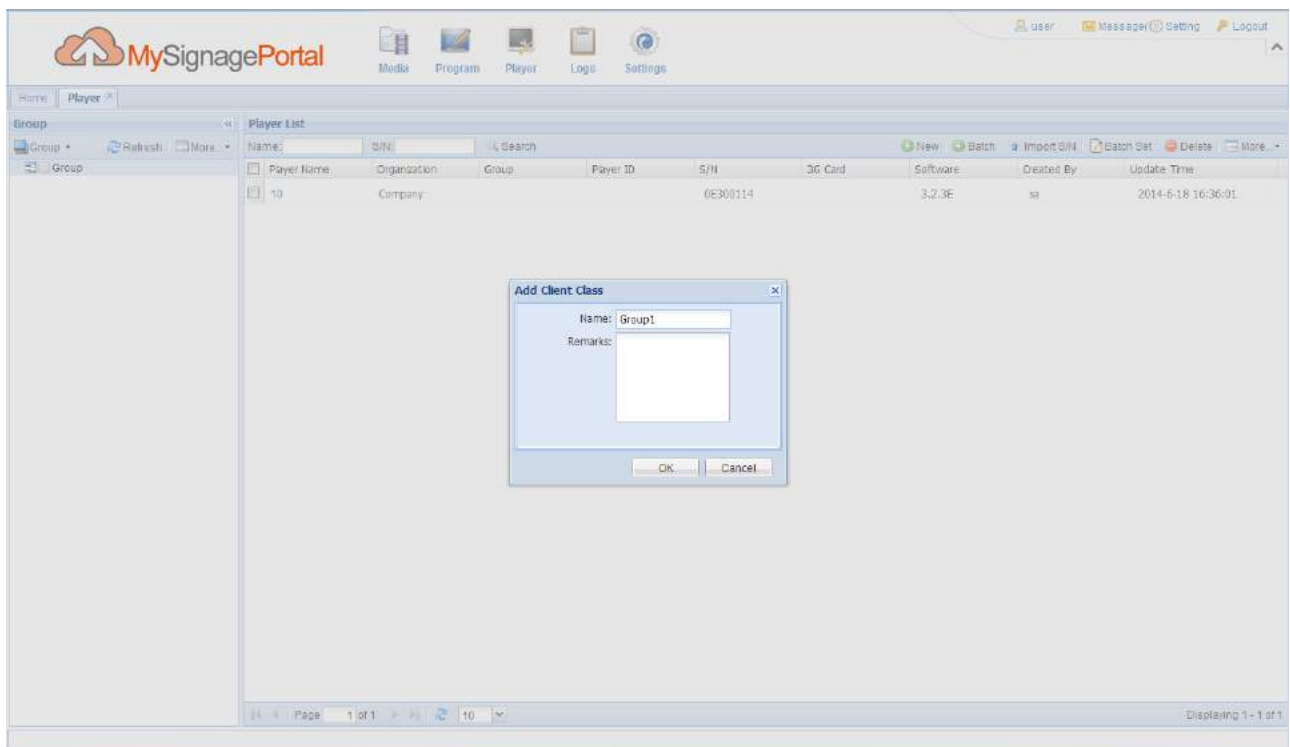 user Message(0) Setting Logout
MySignagePortal
Media Program Player Logs Settings
Home Player
Group Player List
Group Refresh More... Name: S/N: Search New Batch Import S/N Batch Set Delete More...
Group Player Name Organization Group Player ID S/N 3G Card Software Created By Update Time
10 Company 0E300114 3.2.3E sa 2014-6-18 16:36:01
Add Client Class
Name: Group1
Remarks:
OK Cancel
Page 1 of 1 10 Displaying 1 - 1 of 1